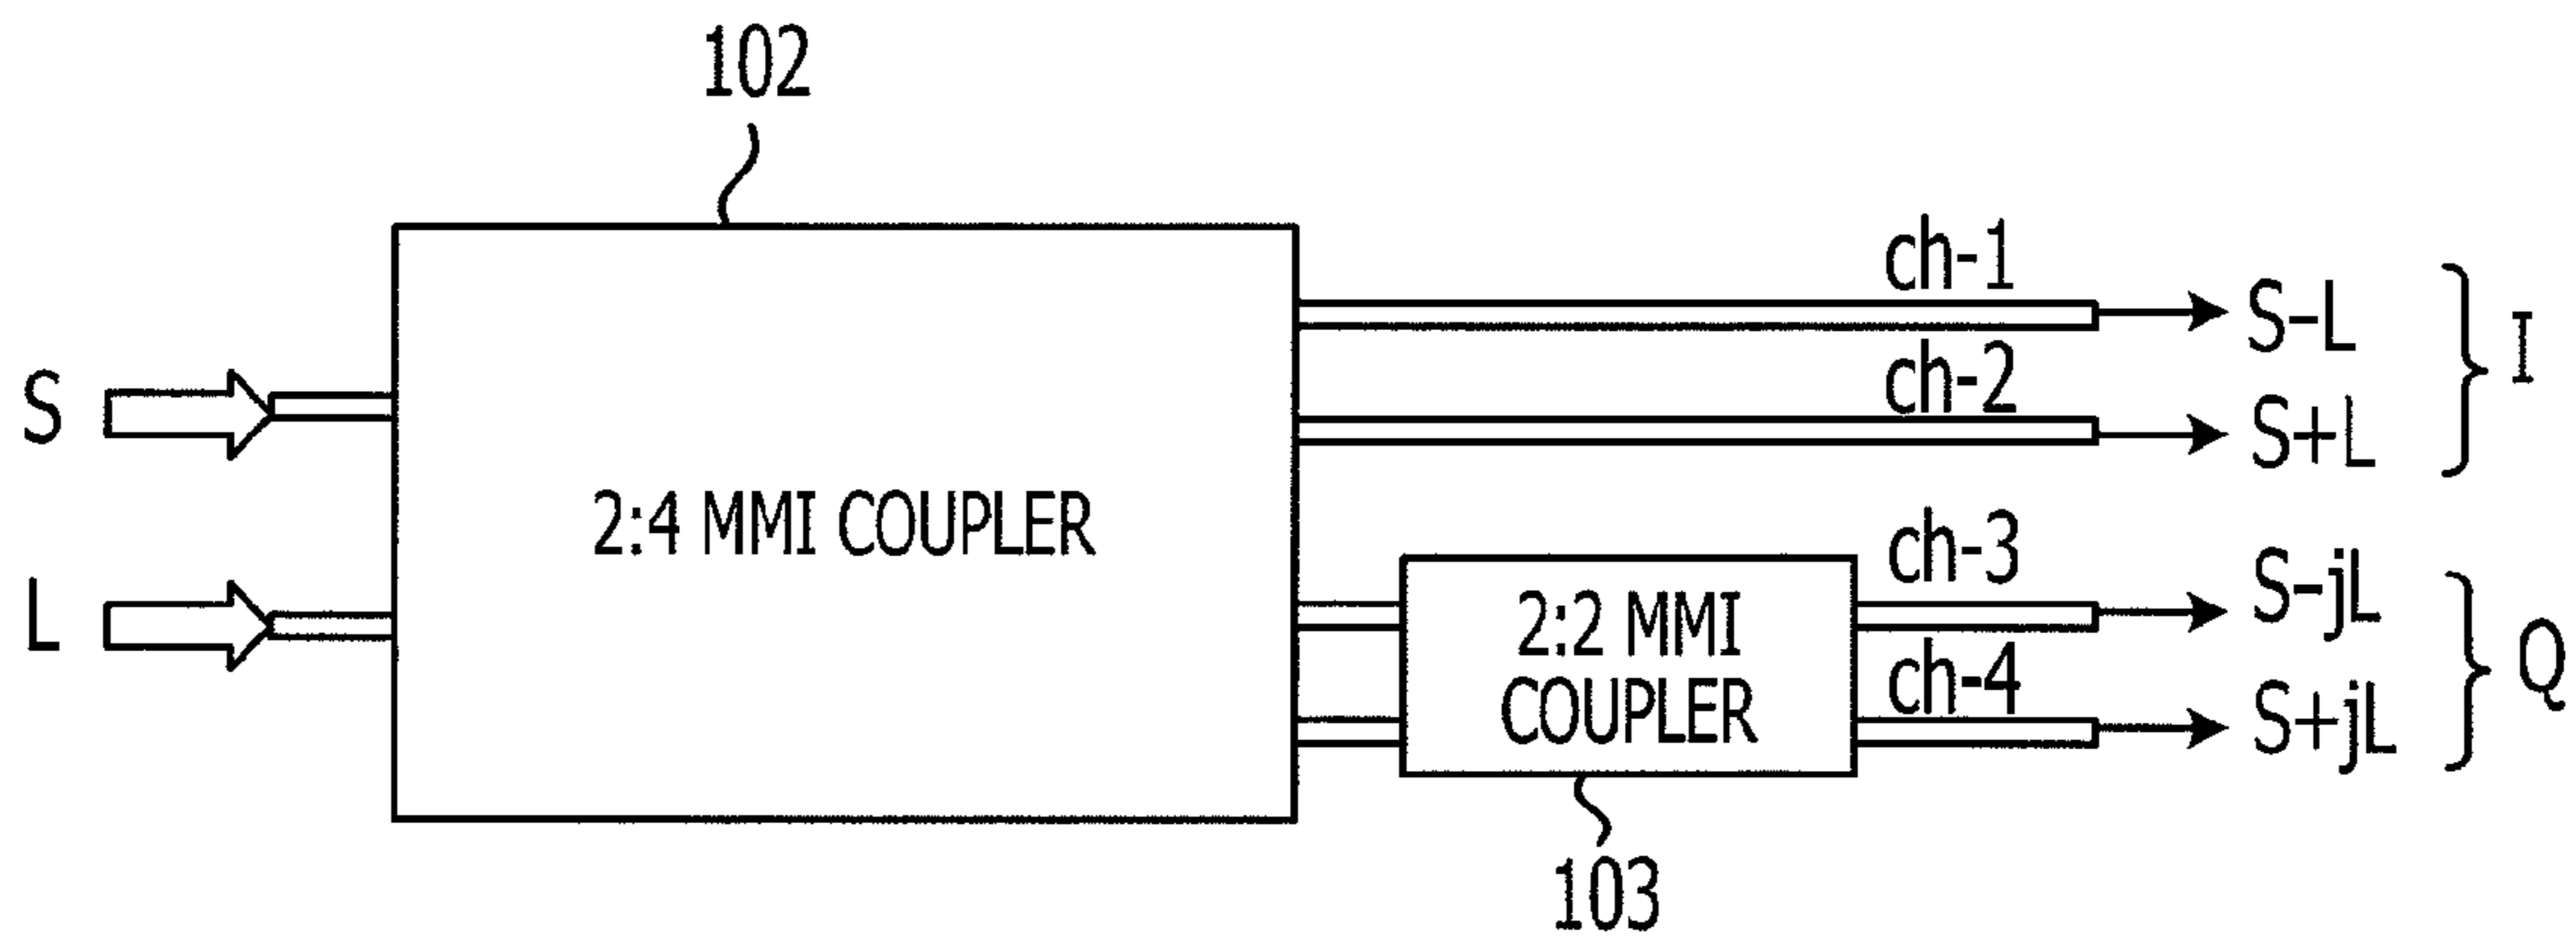 102
S
L
2:4 MMI COUPLER
ch-1
S-L
ch-2
S+L
I
ch-3
S-jL
ch-4
S+jL
Q
2:2 MMI
COUPLER
103